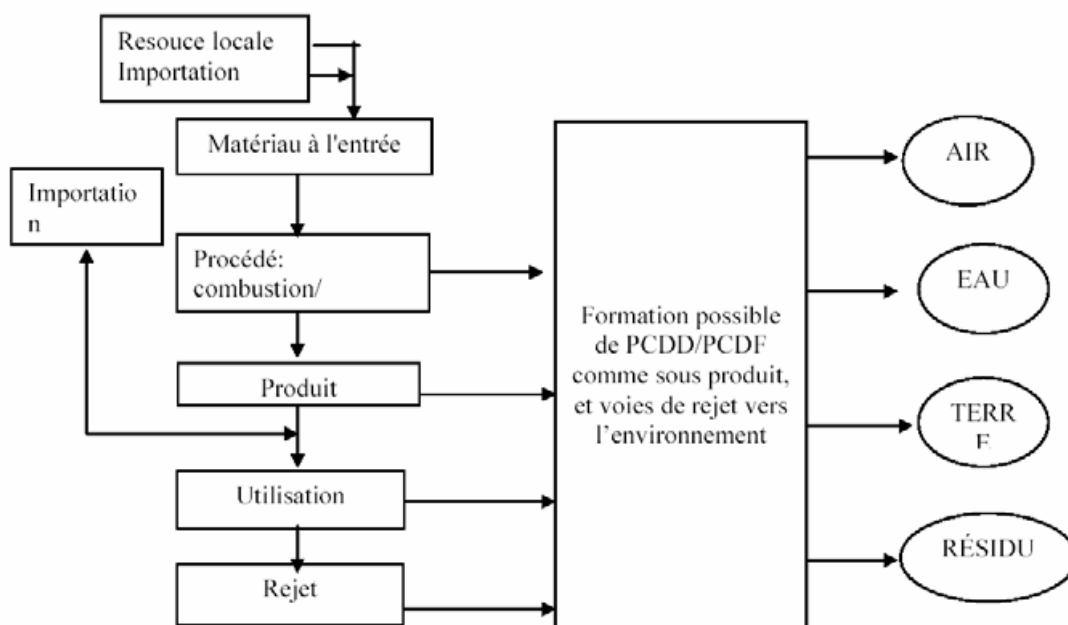 Resouce locale
Importation
Matériau à l'entrée
Importatio
n
Procédé:
combustion/
Produit
Utilisation
Rejet
Formation possible
de PCDD/PCDF
comme sous produit,
et voies de rejet vers
l’environnement
AIR
EAU
TERR
E
RÉSIDU